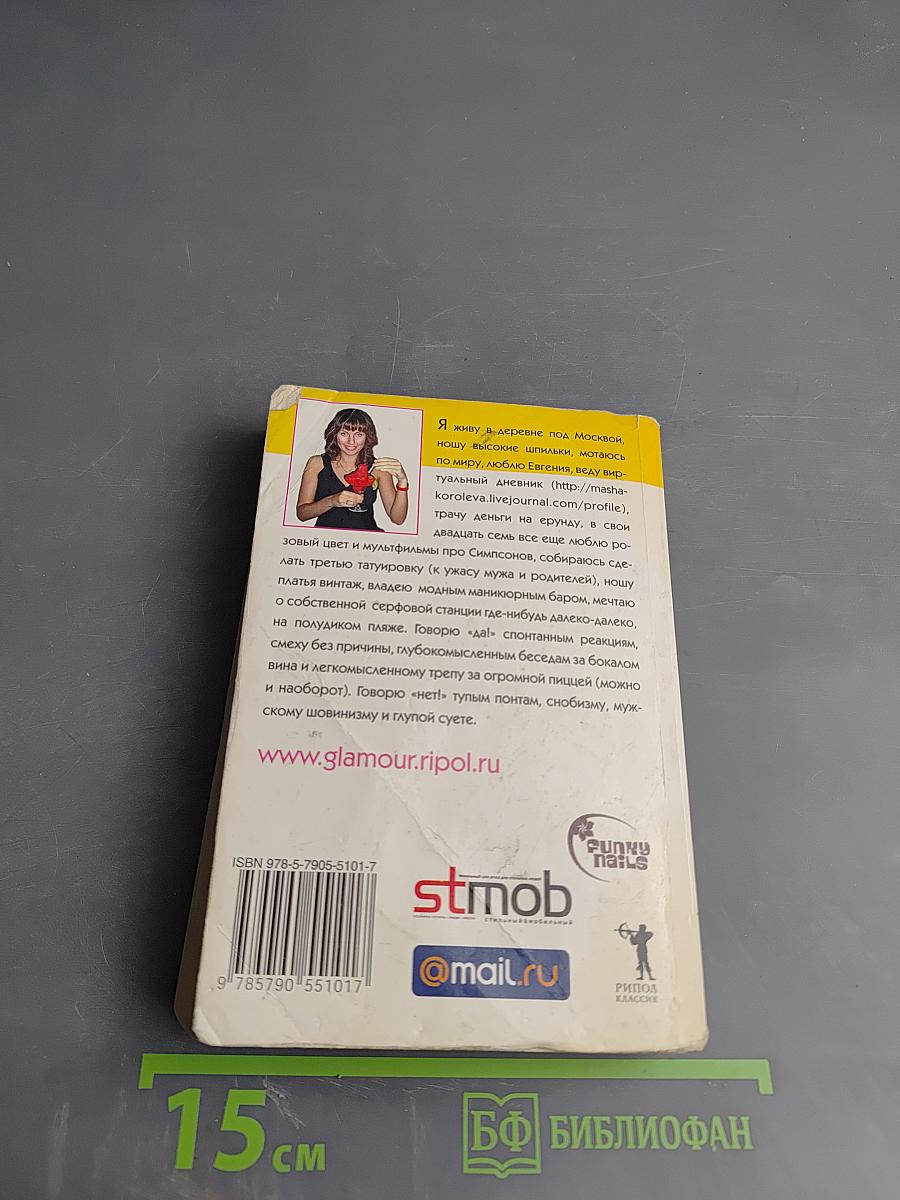 Я живу в деревне под Москвой,
ношу высокие шпильки, мотаюсь
по миру, люблю Евгения, веду вир-
туальный дневник (http://masha-
koroleva.livejournal.com/profile),
трачу деньги на ерунду, в свои
двадцать семь все еще люблю ро-
зовый цвет и мультфильмы про Симпсонов, собираюсь сде-
лать третью татуировку (к ужасу мужа и родителей), ношу
платья винтаж, владею модным маникюрным баром, мечтаю
о собственной серфовой станции где-нибудь далеко-далеко,
на полудиком пляже. Говорю «да!» спонтанным реакциям,
смеху без причины, глубокомысленным беседам за бокалом
вина и легкомысленному трепу за огромной пиццей (можно
и наоборот). Говорю «нет!» тупым понтам, снобизму, муж-
скому шовинизму и глупой суете.
www.glamour.ripol.ru
funky
nails
ISBN 978-5-7905-5101-7
9 785790 551017
stmob
стильный&мобильный
@mail.ru
РИПОЛ
КЛАССИК
15 см
БФ БИБЛИОФАН